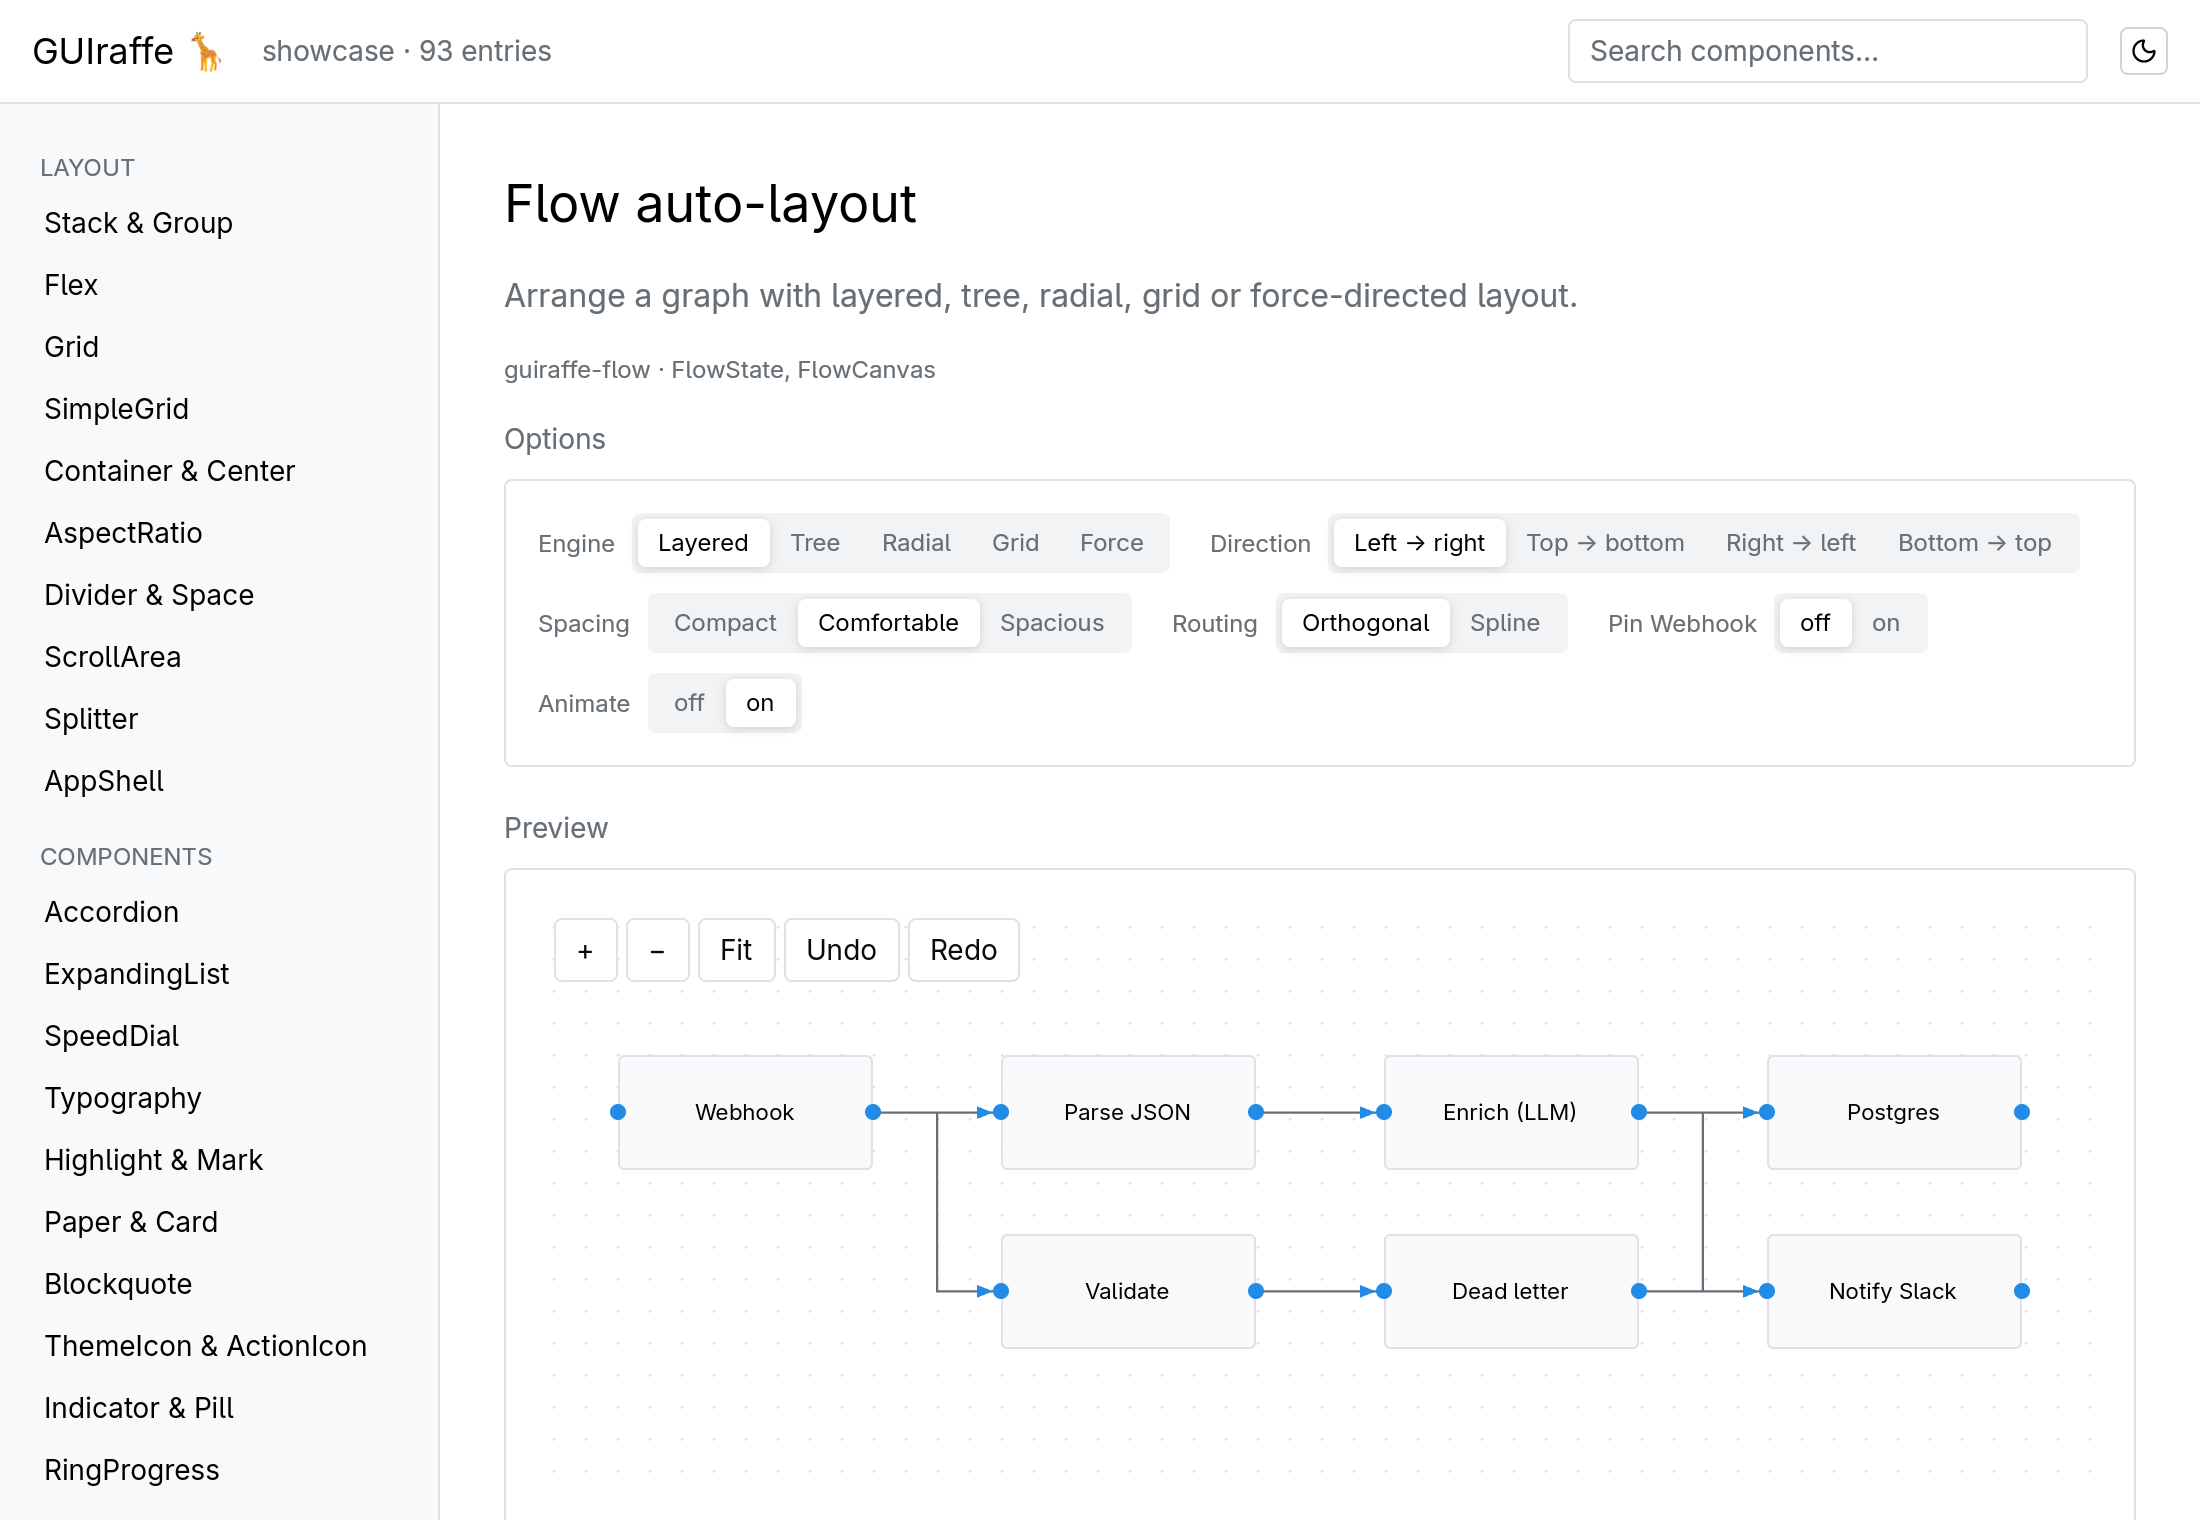 GUIraffe 🦒 showcase · 93 entries
Search components...
LAYOUT
Stack & Group
Flex
Grid
SimpleGrid
Container & Center
AspectRatio
Divider & Space
ScrollArea
Splitter
AppShell
COMPONENTS
Accordion
ExpandingList
SpeedDial
Typography
Highlight & Mark
Paper & Card
Blockquote
ThemeIcon & ActionIcon
Indicator & Pill
RingProgress
Flow auto-layout
Arrange a graph with layered, tree, radial, grid or force-directed layout.
guiraffe-flow · FlowState, FlowCanvas
Options
Engine Layered Tree Radial Grid Force Direction Left → right Top → bottom Right → left Bottom → top
Spacing Compact Comfortable Spacious Routing Orthogonal Spline Pin Webhook off on
Animate off on
Preview
+ − Fit Undo Redo
Webhook Parse JSON Enrich (LLM) Postgres
Validate Dead letter Notify Slack